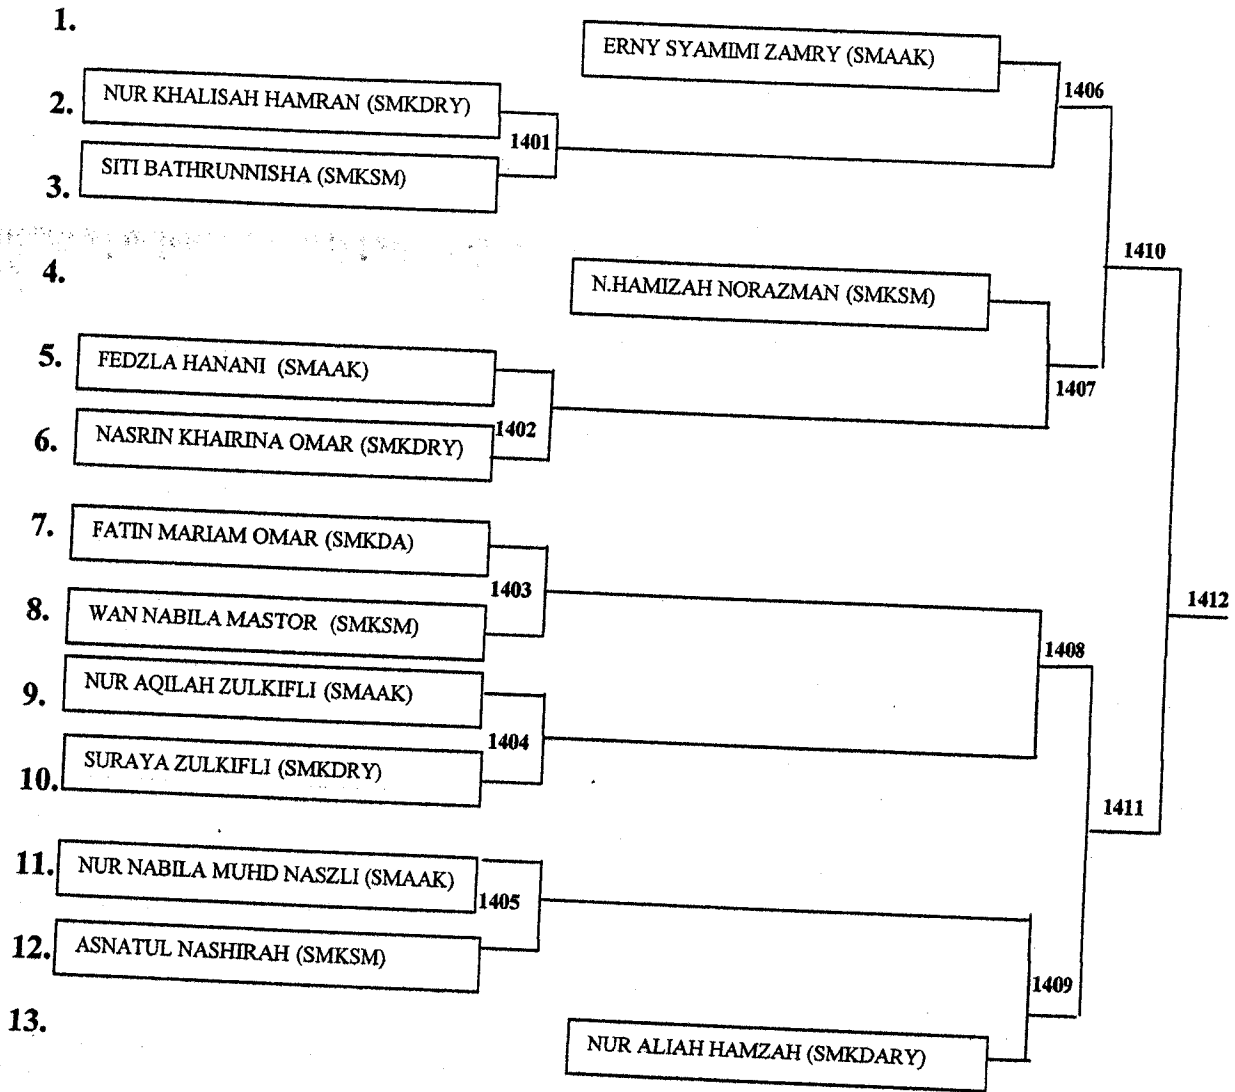 1.
ERNY SYAMIMI ZAMRY (SMAAK)
1406
2.
NUR KHALISAH HAMRAN (SMKDRY)
1401
3.
SITI BATHRUNNISHA (SMKSM)
1410
4.
N.HAMIZAH NORAZMAN (SMKSM)
5.
FEDZLA HANANI (SMAAK)
1407
1402
6.
NASRIN KHAIRINA OMAR (SMKDRY)
7.
FATIN MARIAM OMAR (SMKDA)
1403
1412
8.
WAN NABILA MASTOR (SMKSM)
1408
9.
NUR AQILAH ZULKIFLI (SMAAK)
1404
10.
SURAYA ZULKIFLI (SMKDRY)
1411
11.
NUR NABILA MUHD NASZLI (SMAAK)
1405
12.
ASNATUL NASHIRAH (SMKSM)
1409
13.
NUR ALIAH HAMZAH (SMKDARY)